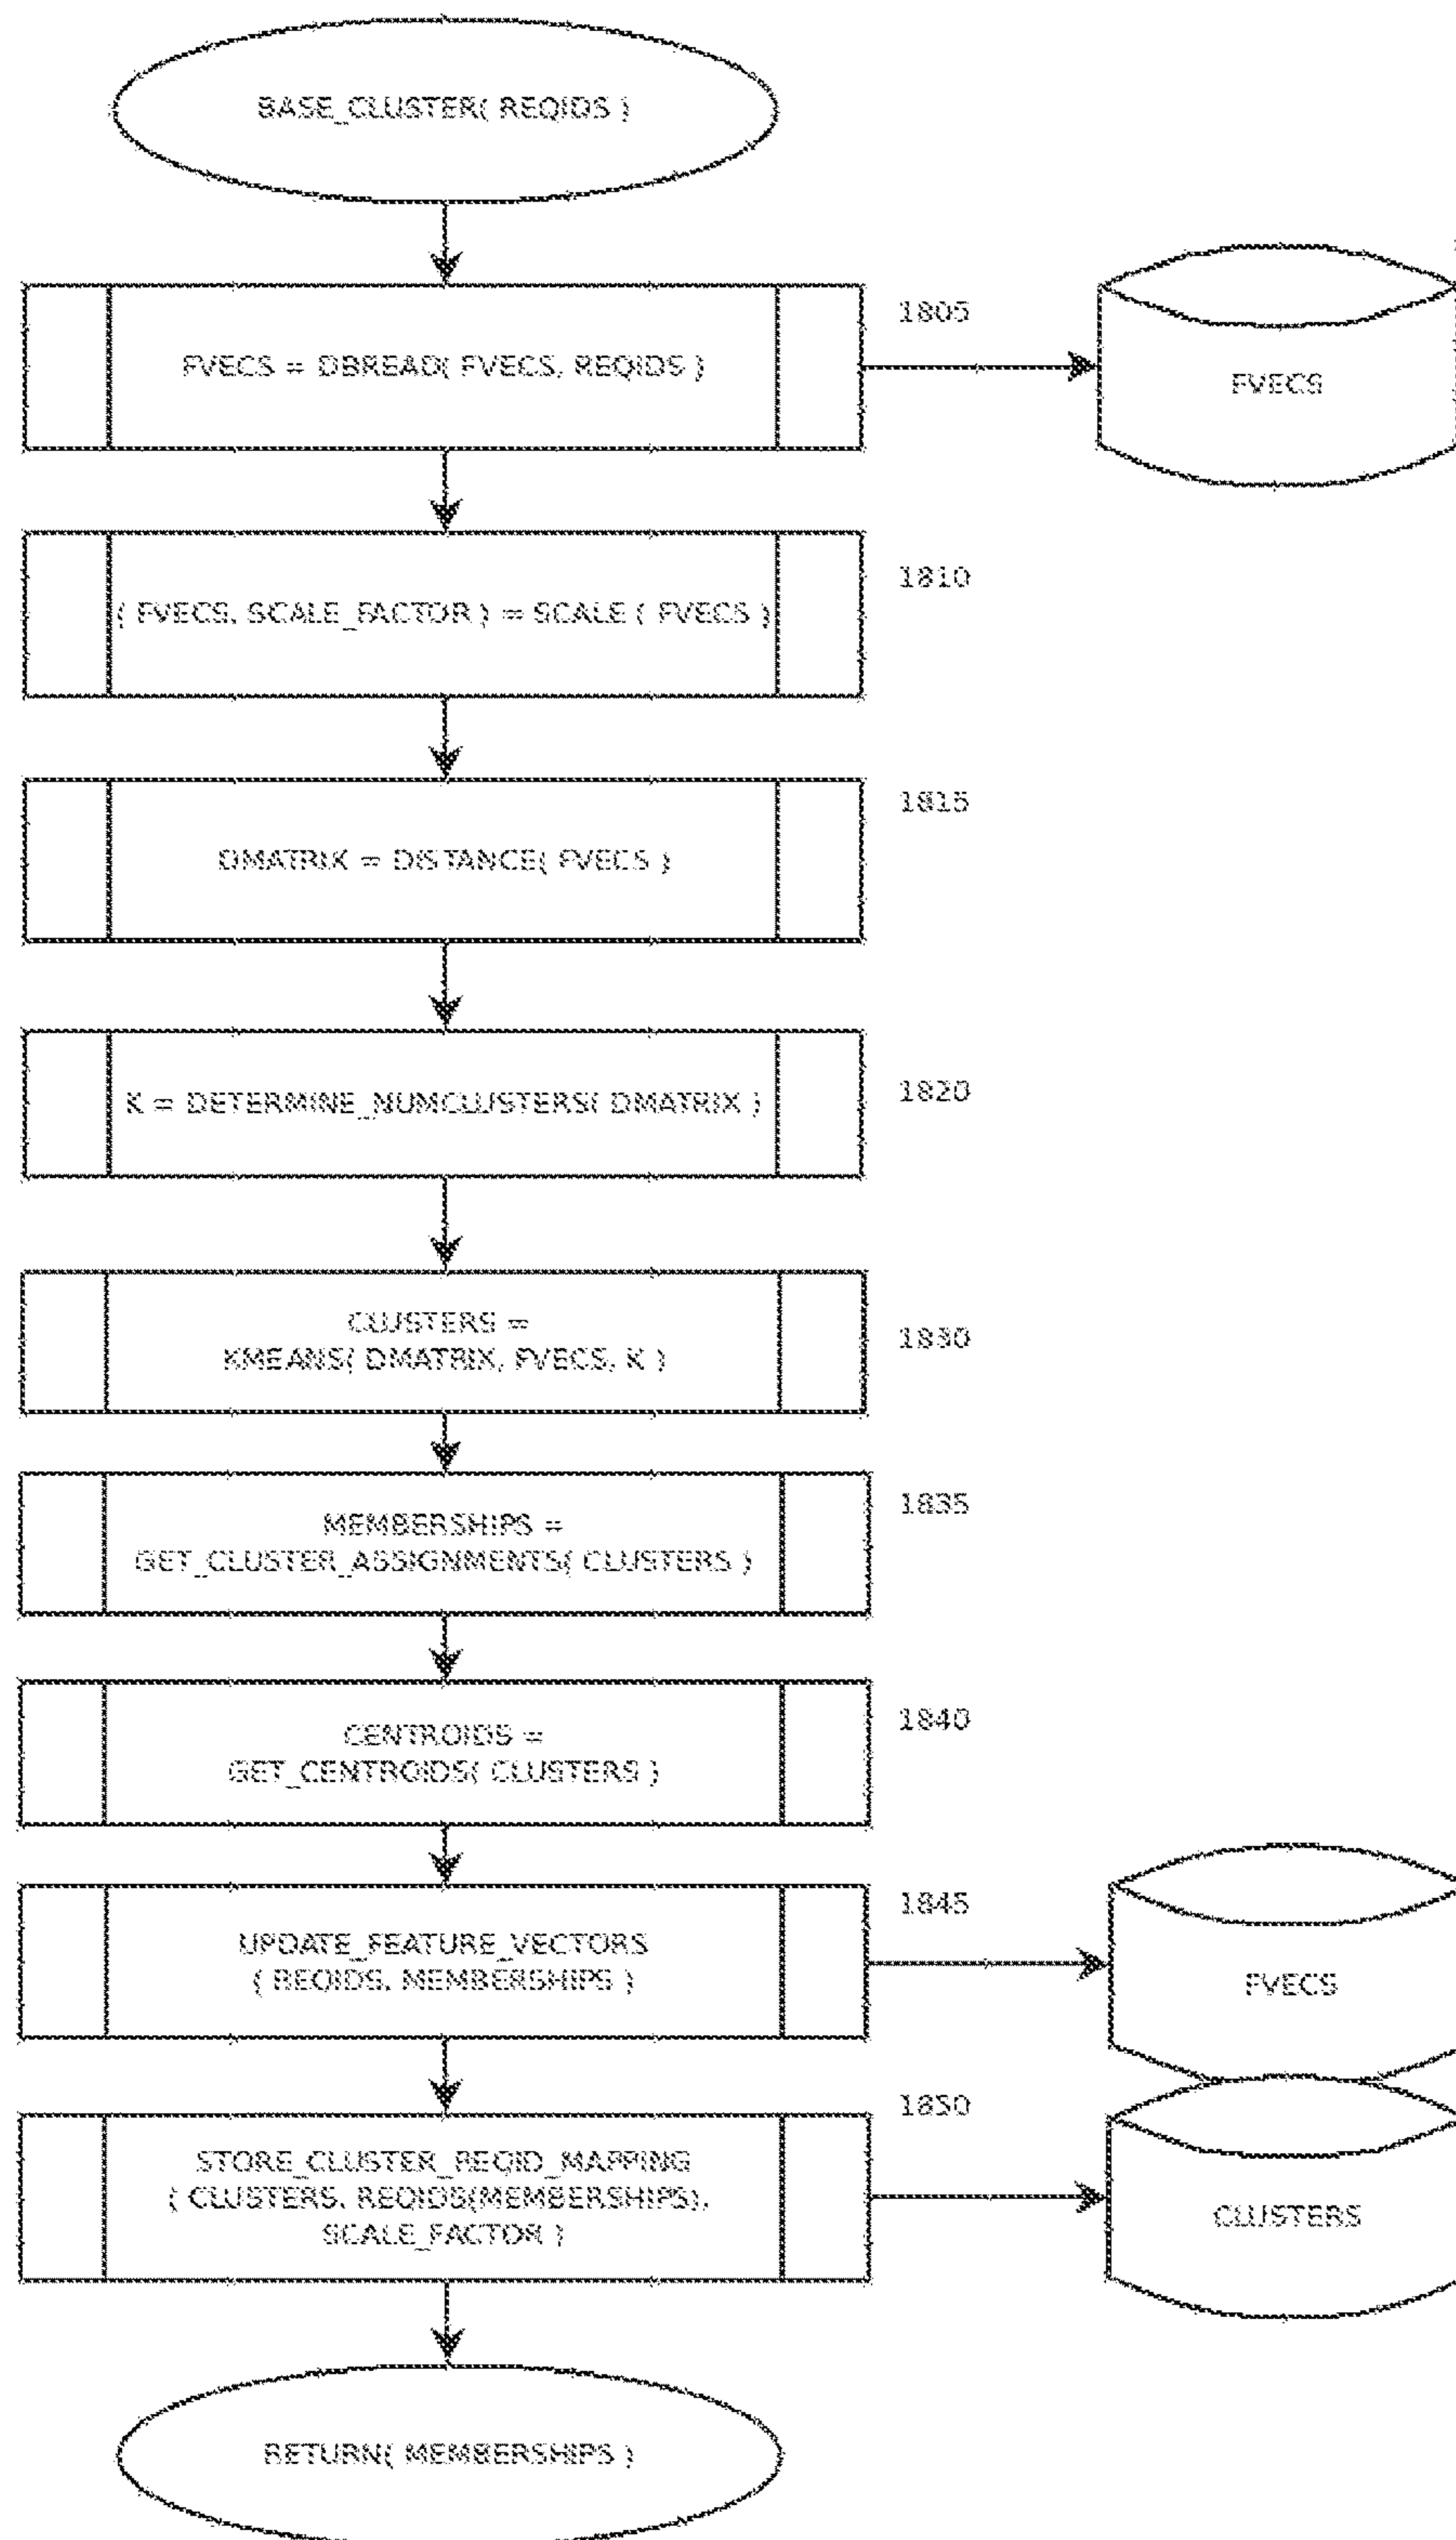 BASE_CLUSTER( REQIDS )
1805
FVECS = DBREAD( FVECS, REQIDS )
FVECS
1810
( FVECS, SCALE_FACTOR ) = SCALE ( FVECS )
1815
DMATRIX = DISTANCE( FVECS )
1820
K = DETERMINE_NUMCLUSTERS( DMATRIX )
CLUSTERS =
1830
KMEANS( DMATRIX, FVECS, K )
1835
MEMBERSHIPS =
GET_CLUSTER_ASSIGNMENTS( CLUSTERS )
1840
CENTROIDS =
GET_CENTROIDS( CLUSTERS )
1845
UPDATE_FEATURE_VECTORS
( REQIDS, MEMBERSHIPS )
FVECS
1850
STORE_CLUSTER_REQID_MAPPING
( CLUSTERS, REQIDS(MEMBERSHIPS),
SCALE_FACTOR )
CLUSTERS
RETURN( MEMBERSHIPS )